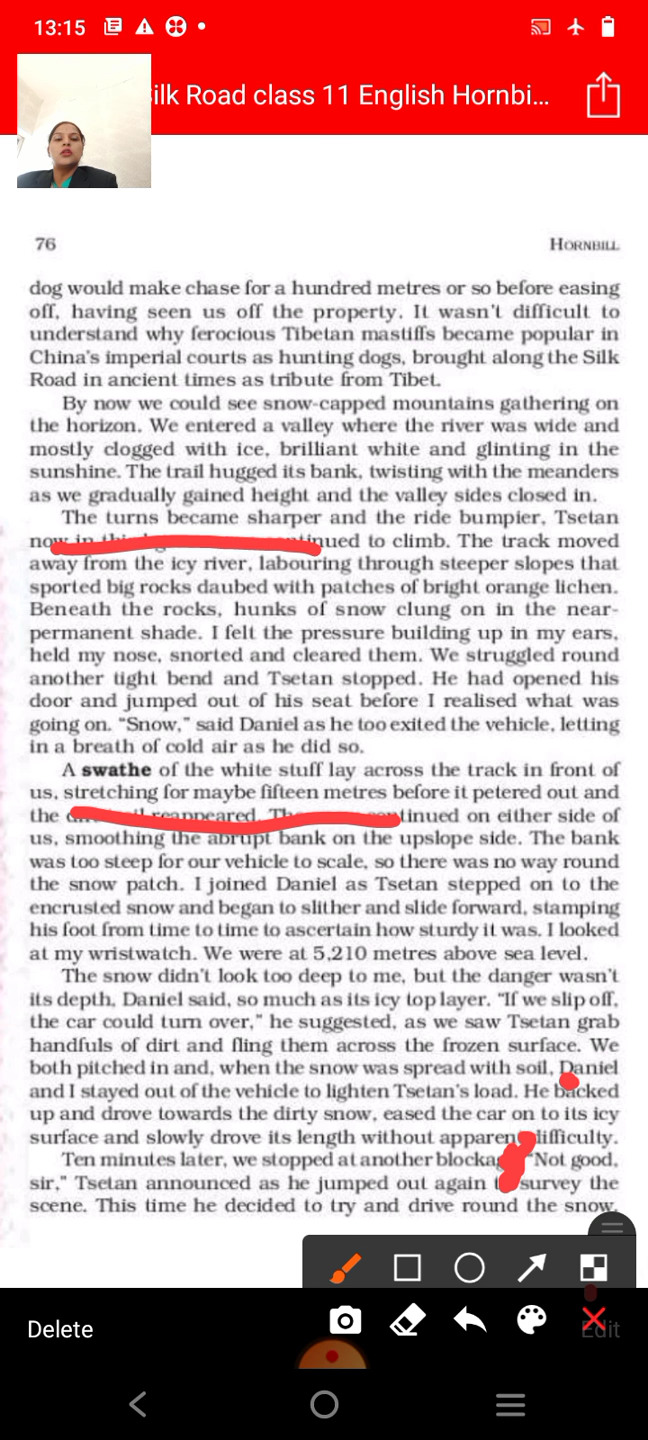 13:15
ilk Road class 11 English Hornbi...
76 HORNBILL
dog would make chase for a hundred metres or so before easing
off, having seen us off the property. It wasn't difficult to
understand why ferocious Tibetan mastiffs became popular in
China's imperial courts as hunting dogs, brought along the Silk
Road in ancient times as tribute from Tibet.
By now we could see snow-capped mountains gathering on
the horizon. We entered a valley where the river was wide and
mostly clogged with ice, brilliant white and glinting in the
sunshine. The trail hugged its bank, twisting with the meanders
as we gradually gained height and the valley sides closed in.
The turns became sharper and the ride bumpier, Tsetan
now in continued to climb. The track moved
away from the icy river, labouring through steeper slopes that
sported big rocks daubed with patches of bright orange lichen.
Beneath the rocks, hunks of snow clung on in the near-
permanent shade. I felt the pressure building up in my ears,
held my nose, snorted and cleared them. We struggled round
another tight bend and Tsetan stopped. He had opened his
door and jumped out of his seat before I realised what was
going on. “Snow,” said Daniel as he too exited the vehicle, letting
in a breath of cold air as he did so.
A swathe of the white stuff lay across the track in front of
us, stretching for maybe fifteen metres before it petered out and
the reappeared. The continued on either side of
us, smoothing the abrupt bank on the upslope side. The bank
was too steep for our vehicle to scale, so there was no way round
the snow patch. I joined Daniel as Tsetan stepped on to the
encrusted snow and began to slither and slide forward, stamping
his foot from time to time to ascertain how sturdy it was. I looked
at my wristwatch. We were at 5,210 metres above sea level.
The snow didn't look too deep to me, but the danger wasn't
its depth, Daniel said, so much as its icy top layer. “If we slip off,
the car could turn over,” he suggested, as we saw Tsetan grab
handfuls of dirt and fling them across the frozen surface. We
both pitched in and, when the snow was spread with soil, Daniel
and I stayed out of the vehicle to lighten Tsetan's load. He backed
up and drove towards the dirty snow, eased the car on to its icy
surface and slowly drove its length without apparent difficulty.
Ten minutes later, we stopped at another blockage. “Not good,
sir,” Tsetan announced as he jumped out again to survey the
scene. This time he decided to try and drive round the snow.
Delete
Edit